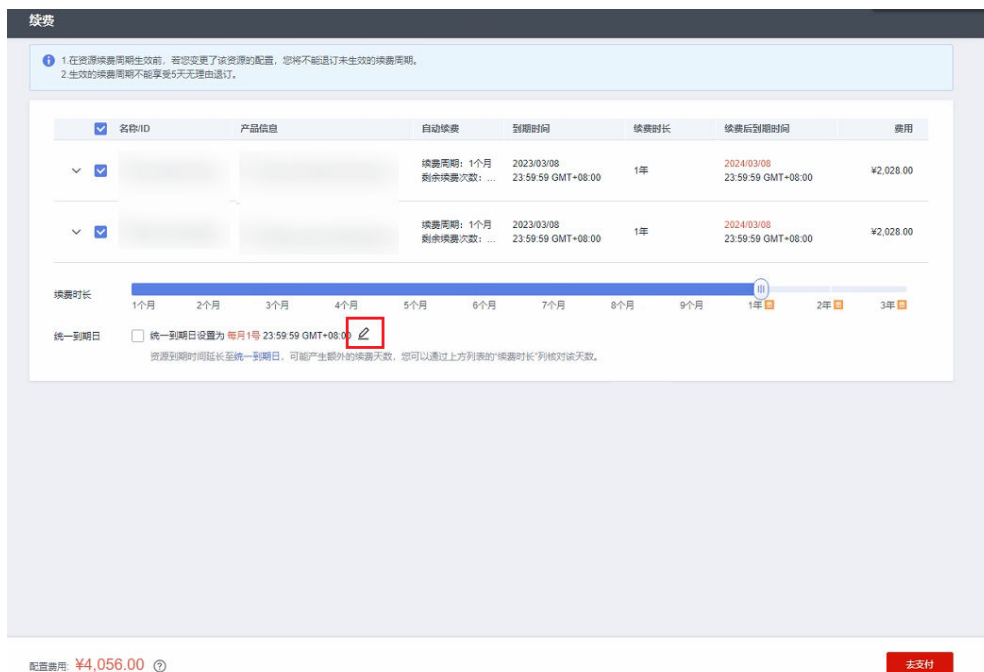 续费
1.在资源续费周期生效前，若您变更了该资源的配置，您将不能退订未生效的续费周期。
2.生效的续费周期不能享受5天无理由退订。
名称/ID 产品信息 自动续费 到期时间 续费时长 续费后到期时间 费用
续费周期：1个月 2023/03/08 1年 2024/03/08 ¥2,028.00
剩余续费次数：... 23:59:59 GMT+08:00 23:59:59 GMT+08:00
续费周期：1个月 2023/03/08 1年 2024/03/08 ¥2,028.00
剩余续费次数：... 23:59:59 GMT+08:00 23:59:59 GMT+08:00
续费时长
1个月 2个月 3个月 4个月 5个月 6个月 7个月 8个月 9个月 1年 2年 3年
统一到期日 统一到期日设置为 每月1号 23:59:59 GMT+08:00
资源到期时间延长至统一到期日，可能产生额外的续费天数，您可以通过上方列表的“续费时长”列核对该天数。
配置费用: ¥4,056.00
去支付